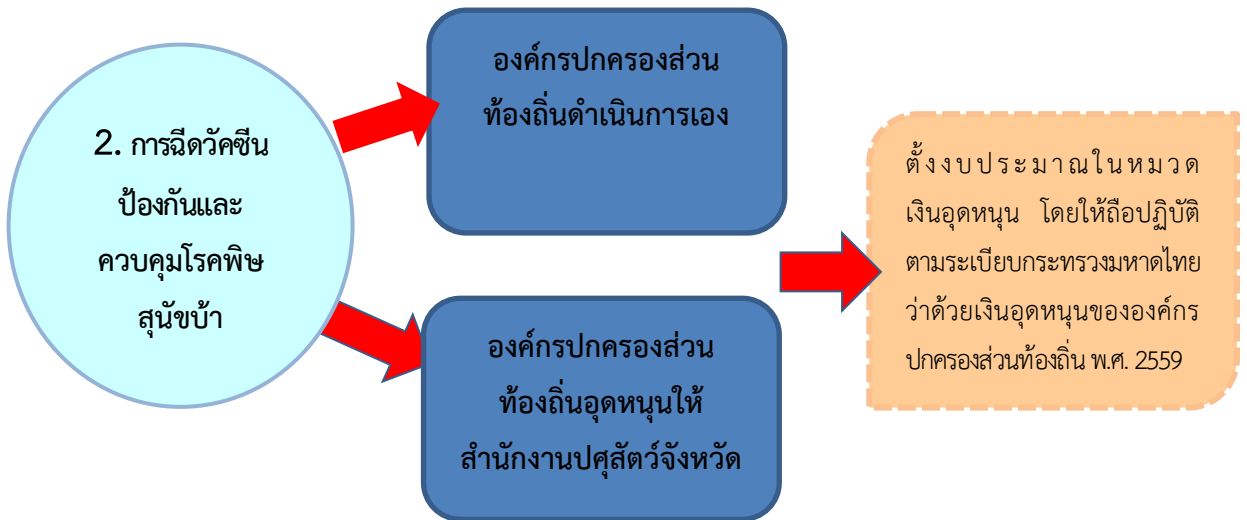 2. การฉีดวัคซีน
ป้องกันและ
ควบคุมโรคพิษ
สุนัขบ้า
องค์กรปกครองส่วน
ท้องถิ่นดำเนินการเอง
องค์กรปกครองส่วน
ท้องถิ่นอุดหนุนให้
สำนักงานปศุสัตว์จังหวัด
ตั้งงบประมาณในหมวด
เงินอุดหนุน โดยให้ถือปฏิบัติ
ตามระเบียบกระทรวงมหาดไทย
ว่าด้วยเงินอุดหนุนขององค์กร
ปกครองส่วนท้องถิ่น พ.ศ. 2559